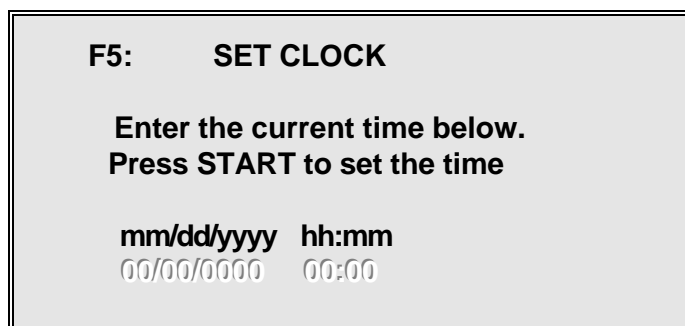 F5: SET CLOCK
Enter the current time below.
Press START to set the time
mm/dd/yyyy hh:mm
00/00/0000 00:00